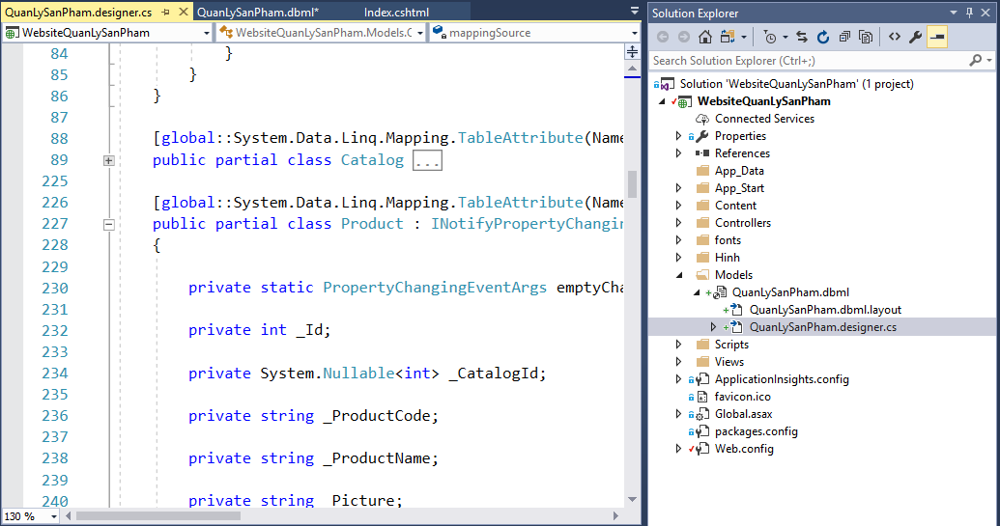 QuanLySanPham.designer.cs
QuanLySanPham.dbml*
Index.cshtml
WebsiteQuanLySanPham
WebsiteQuanLySanPham.Models.C
mappingSource
84 }
85 }
86 }
87
88 [global::System.Data.Linq.Mapping.TableAttribute(Name
89 public partial class Catalog ...
225
226 [global::System.Data.Linq.Mapping.TableAttribute(Name
227 public partial class Product : INotifyPropertyChangin
228 {
229
230 private static PropertyChangingEventArgs emptyCha
231
232 private int _Id;
233
234 private System.Nullable<int> _CatalogId;
235
236 private string _ProductCode;
237
238 private string _ProductName;
239
240 private string _Picture;
130 %
Solution Explorer
Search Solution Explorer (Ctrl+;)
Solution 'WebsiteQuanLySanPham' (1 project)
WebsiteQuanLySanPham
Connected Services
Properties
References
App_Data
App_Start
Content
Controllers
fonts
Hinh
Models
QuanLySanPham.dbml
QuanLySanPham.dbml.layout
QuanLySanPham.designer.cs
Scripts
Views
ApplicationInsights.config
favicon.ico
Global.asax
packages.config
Web.config